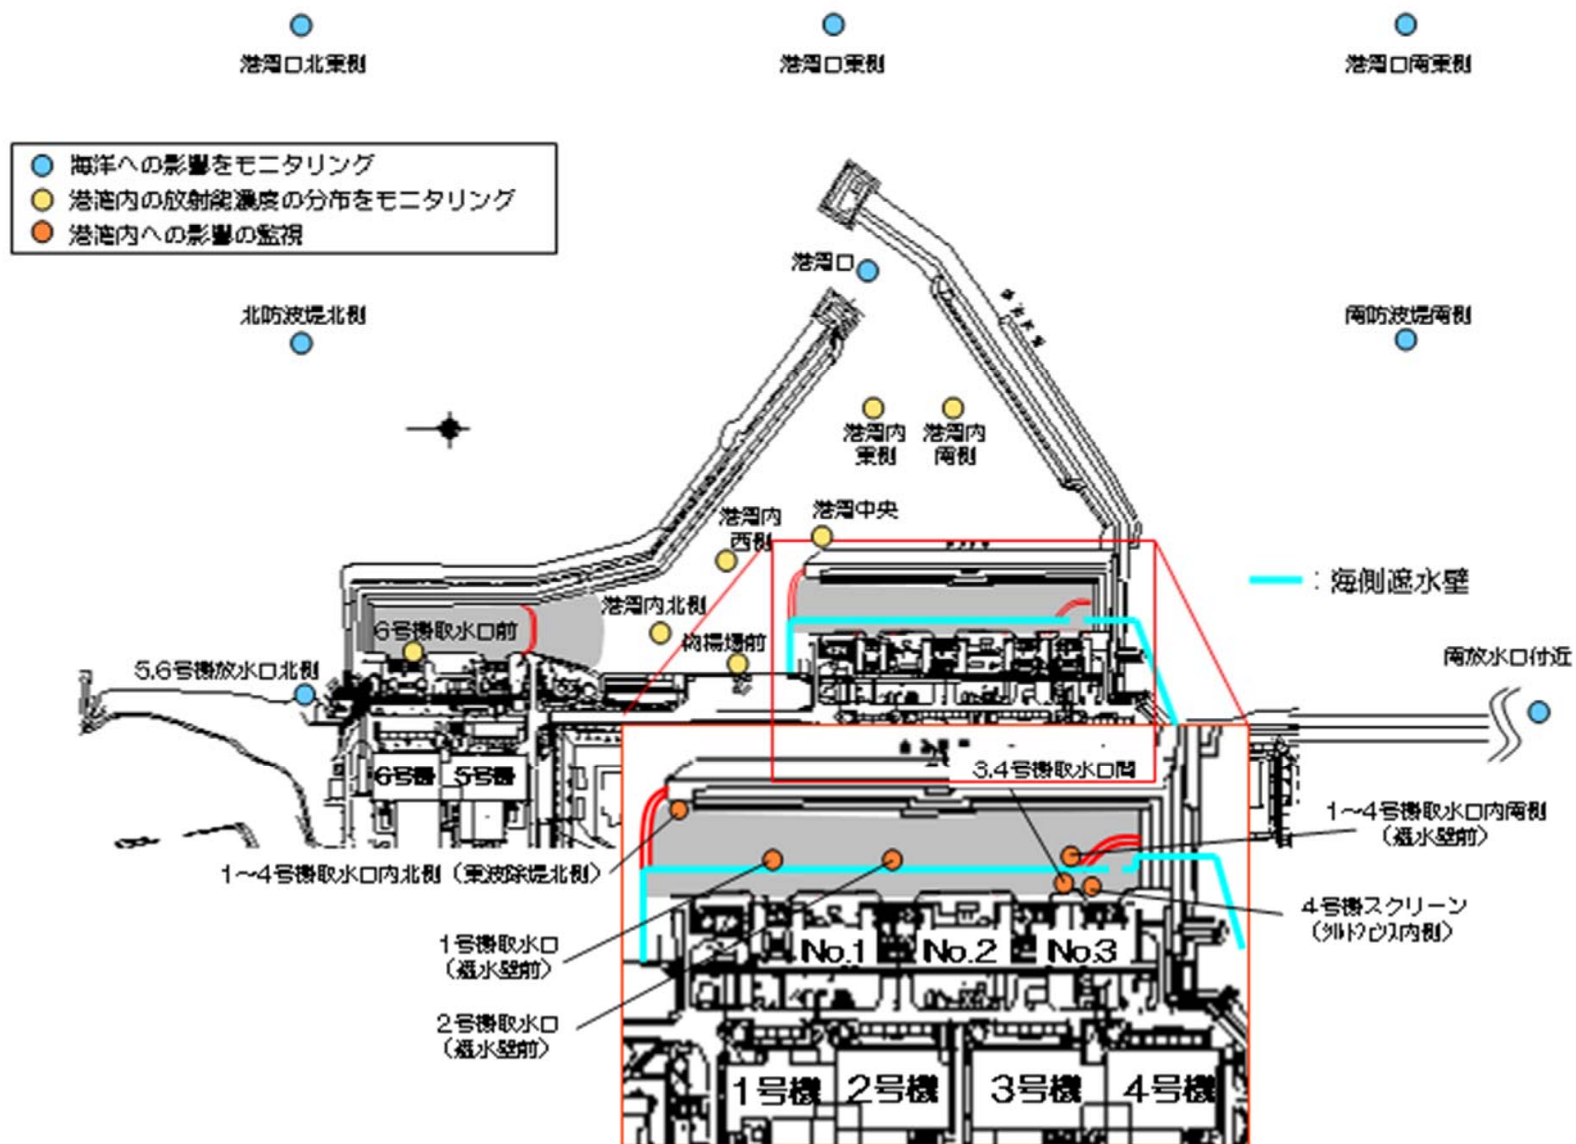 港湾口北東側
港湾口東側
港湾口南東側
海洋への影響をモニタリング
港湾内の放射能濃度の分布をモニタリング
港湾内への影響の監視
港湾口
北防波堤北側
南防波堤南側
港湾内
東側
港湾内
南側
港湾中央
港湾内
西側
:海側遮水壁
港湾内北側
6号機取水口前
物揚場前
5,6号機放水口北側
南放水口付近
6号機
5号機
3,4号機取水口間
1~4号機取水口内南側
(遮水壁前)
1~4号機取水口内北側(東波除堤北側)
4号機スクリーン
1号機取水口
(遮水壁前)
No.1
No.2
No.3
2号機取水口
(遮水壁前)
1号機
2号機
3号機
4号機